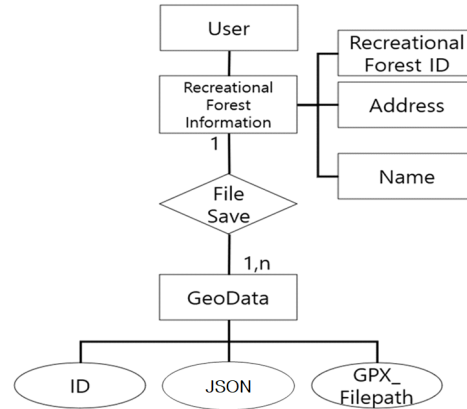 User
Recreational
Forest ID
Recreational
Forest
Information
Address
1
Name
File
Save
1,n
GeoData
ID
JSON
GPX_
Filepath